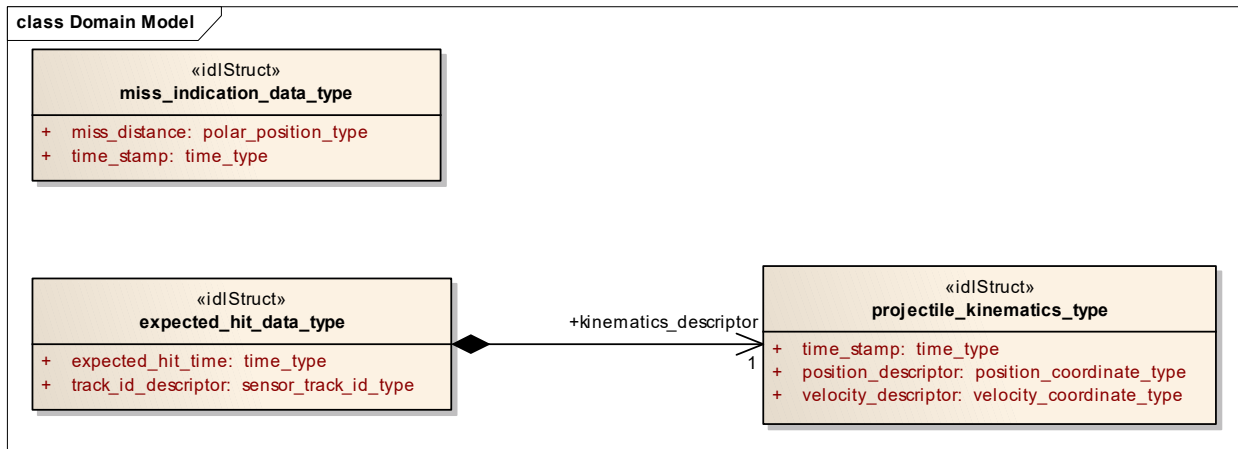 class Domain Model
«idlStruct»
miss_indication_data_type
+ miss_distance: polar_position_type
+ time_stamp: time_type
«idlStruct»
expected_hit_data_type
+ expected_hit_time: time_type
+ track_id_descriptor: sensor_track_id_type
+kinematics_descriptor
1
«idlStruct»
projectile_kinematics_type
+ time_stamp: time_type
+ position_descriptor: position_coordinate_type
+ velocity_descriptor: velocity_coordinate_type